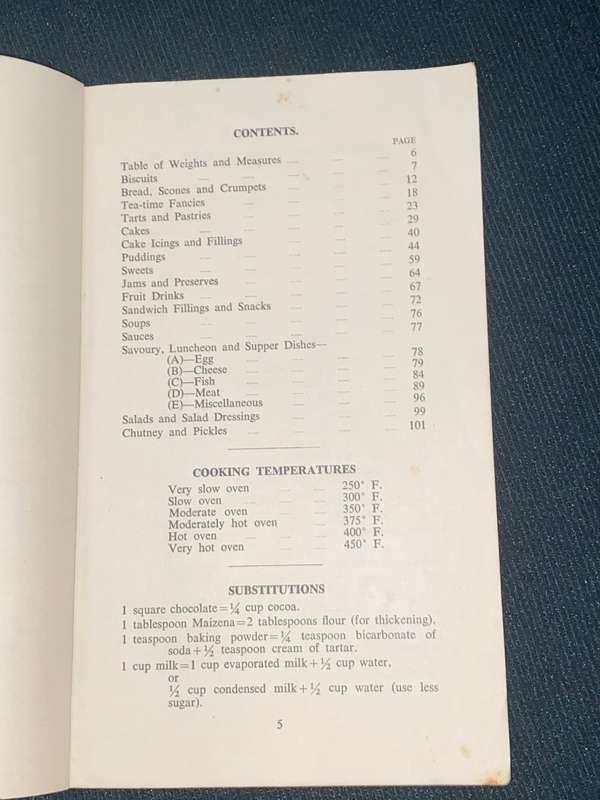 CONTENTS.
PAGE
Table of Weights and Measures .... .... .... 6
Biscuits .... .... .... .... 7
Bread, Scones and Crumpets .... .... .... 12
Tea-time Fancies .... .... .... .... 18
Tarts and Pastries .... .... .... .... 23
Cakes .... .... .... .... 29
Cake Icings and Fillings .... .... .... 40
Puddings .... .... .... .... 44
Sweets .... .... .... .... 59
Jams and Preserves .... .... .... .... 64
Fruit Drinks .... .... .... .... 67
Sandwich Fillings and Snacks .... .... .... 72
Soups .... .... .... .... 76
Sauces .... .... .... .... 77
Savoury, Luncheon and Supper Dishes—
(A)—Egg .... .... .... .... 78
(B)—Cheese .... .... .... .... 79
(C)—Fish .... .... .... .... 84
(D)—Meat .... .... .... .... 89
(E)—Miscellaneous .... .... .... 96
Salads and Salad Dressings .... .... .... 99
Chutney and Pickles .... .... .... .... 101
COOKING TEMPERATURES
Very slow oven .... .... 250° F.
Slow oven .... .... .... 300° F.
Moderate oven .... .... 350° F.
Moderately hot oven .... 375° F.
Hot oven .... .... .... 400° F.
Very hot oven .... .... 450° F.
SUBSTITUTIONS
1 square chocolate=¼ cup cocoa.
1 tablespoon Maizena=2 tablespoons flour (for thickening).
1 teaspoon baking powder=¼ teaspoon bicarbonate of
soda+½ teaspoon cream of tartar.
1 cup milk=1 cup evaporated milk+½ cup water,
or
½ cup condensed milk+½ cup water (use less
sugar).
5